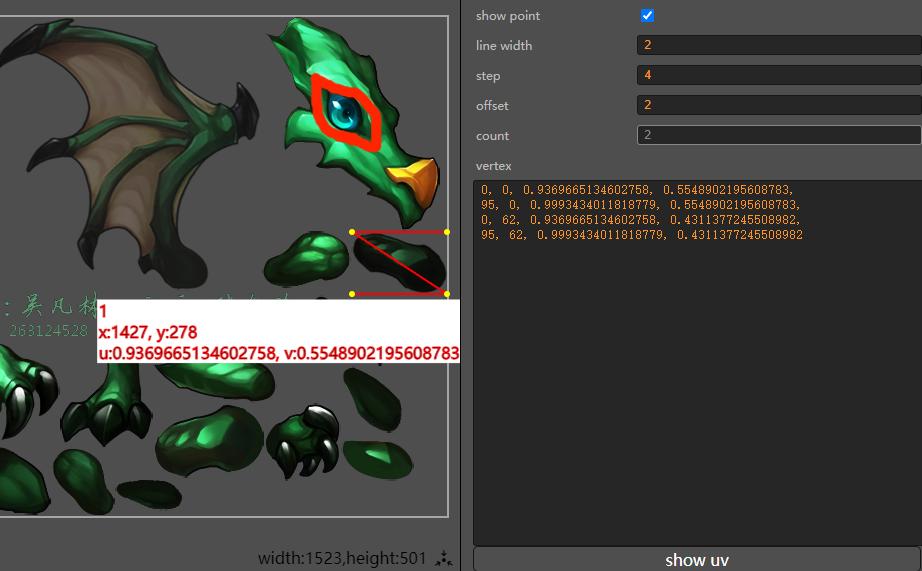 show point
line width
2
step
4
offset
2
count
2
vertex
0, 0, 0.9369665134602758, 0.5548902195608783,
95, 0, 0.9993434011818779, 0.5548902195608783,
0, 62, 0.9369665134602758, 0.4311377245508982,
95, 62, 0.9993434011818779, 0.4311377245508982
: 吴凡林
263124528
1
x:1427, y:278
u:0.9369665134602758, v:0.5548902195608783
width:1523,height:501
show uv